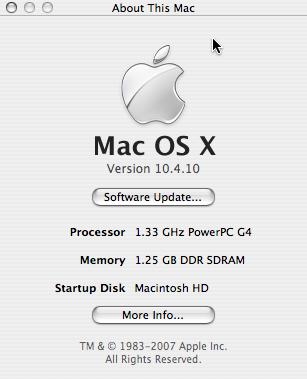 About This Mac
Mac OS X
Version 10.4.10
Software Update...
Processor 1.33 GHz PowerPC G4
Memory 1.25 GB DDR SDRAM
Startup Disk Macintosh HD
More Info...
TM & © 1983-2007 Apple Inc.
All Rights Reserved.